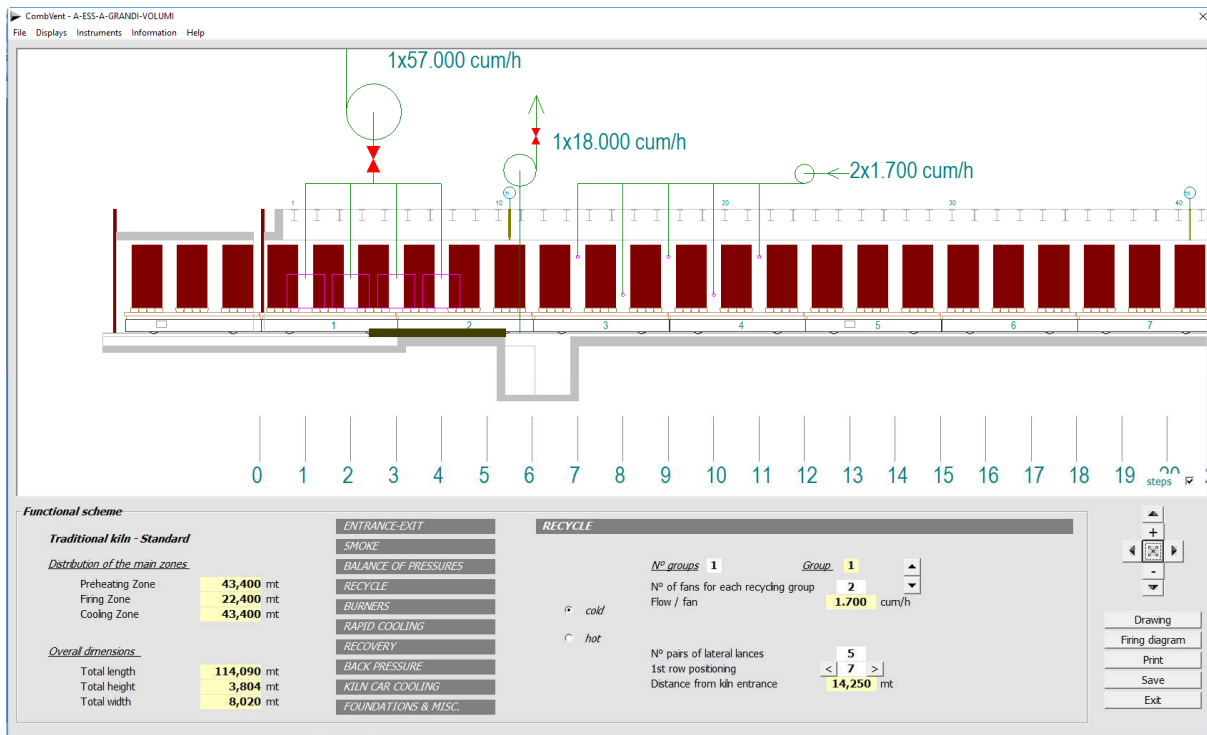 CombVent - A-ESS-A-GRANDI-VOLUMI
File Displays Instruments Information Help
1x57.000 cum/h
1x18.000 cum/h
2x1.700 cum/h
1 10 20 30 40
1 2 3 4 5 6 7
0 1 2 3 4 5 6 7 8 9 10 11 12 13 14 15 16 17 18 19
steps
Functional scheme
Traditional kiln - Standard
Distribution of the main zones
Preheating Zone 43,400 mt
Firing Zone 22,400 mt
Cooling Zone 43,400 mt
Overall dimensions
Total length 114,090 mt
Total height 3,804 mt
Total width 8,020 mt
ENTRANCE-EXIT
SMOKE
BALANCE OF PRESSURES
RECYCLE
BURNERS
RAPID COOLING
RECOVERY
BACK PRESSURE
KILN CAR COOLING
FOUNDATIONS & MISC.
RECYCLE
N° groups 1 Group 1
N° of fans for each recycling group 2
Flow / fan 1.700 cum/h
cold
hot
N° pairs of lateral lances 5
1st row positioning < 7 >
Distance from kiln entrance 14,250 mt
+
-
Drawing
Firing diagram
Print
Save
Exit